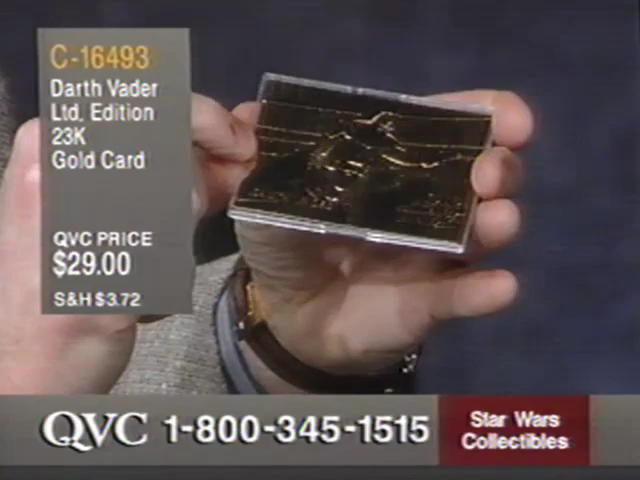 C-16493
Darth Vader
Ltd. Edition
23K
Gold Card
QVC PRICE
$29.00
S&H $3.72
QVC 1-800-345-1515
Star Wars
Collectibles